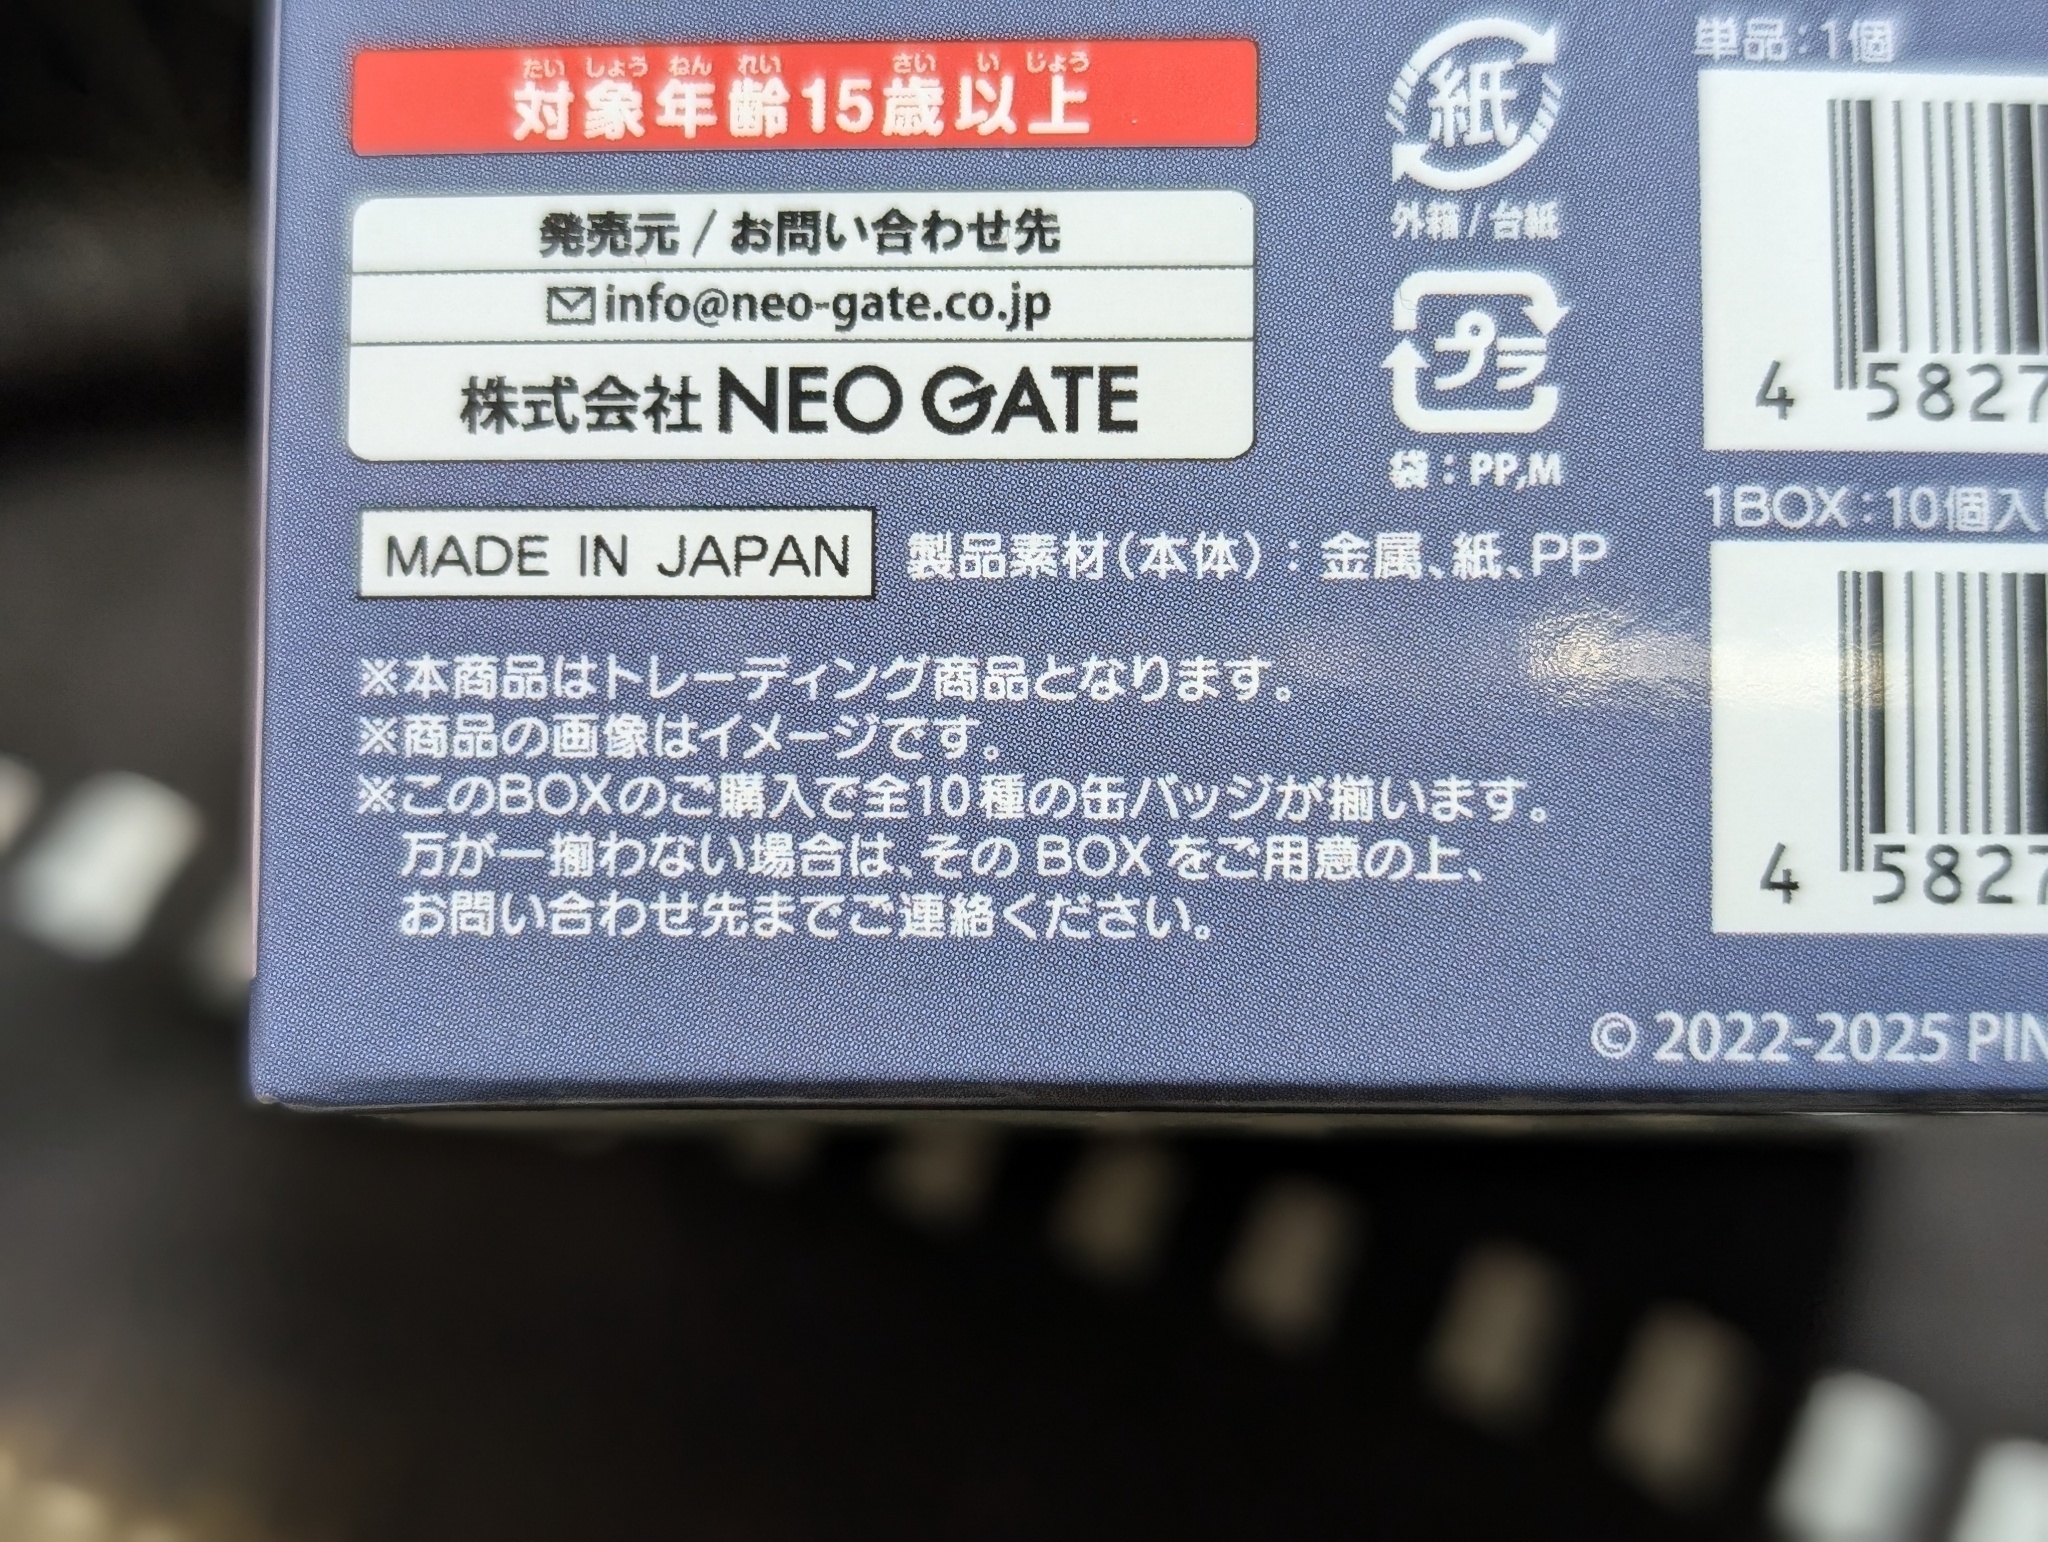 たいしょうねんれい さいいじょう
対象年齢15歳以上
発売元/お問い合わせ先
info@neo-gate.co.jp
株式会社NEO GATE
紙
外箱/台紙
プラ
袋：PP,M
単品：1個
4 5827
1BOX：10個入
4 5827
MADE IN JAPAN
製品素材（本体）：金属、紙、PP
※本商品はトレーディング商品となります。
※商品の画像はイメージです。
※このBOXのご購入で全10種の缶バッジが揃います。
万が一揃わない場合は、そのBOXをご用意の上、
お問い合わせ先までご連絡ください。
© 2022-2025 PIN